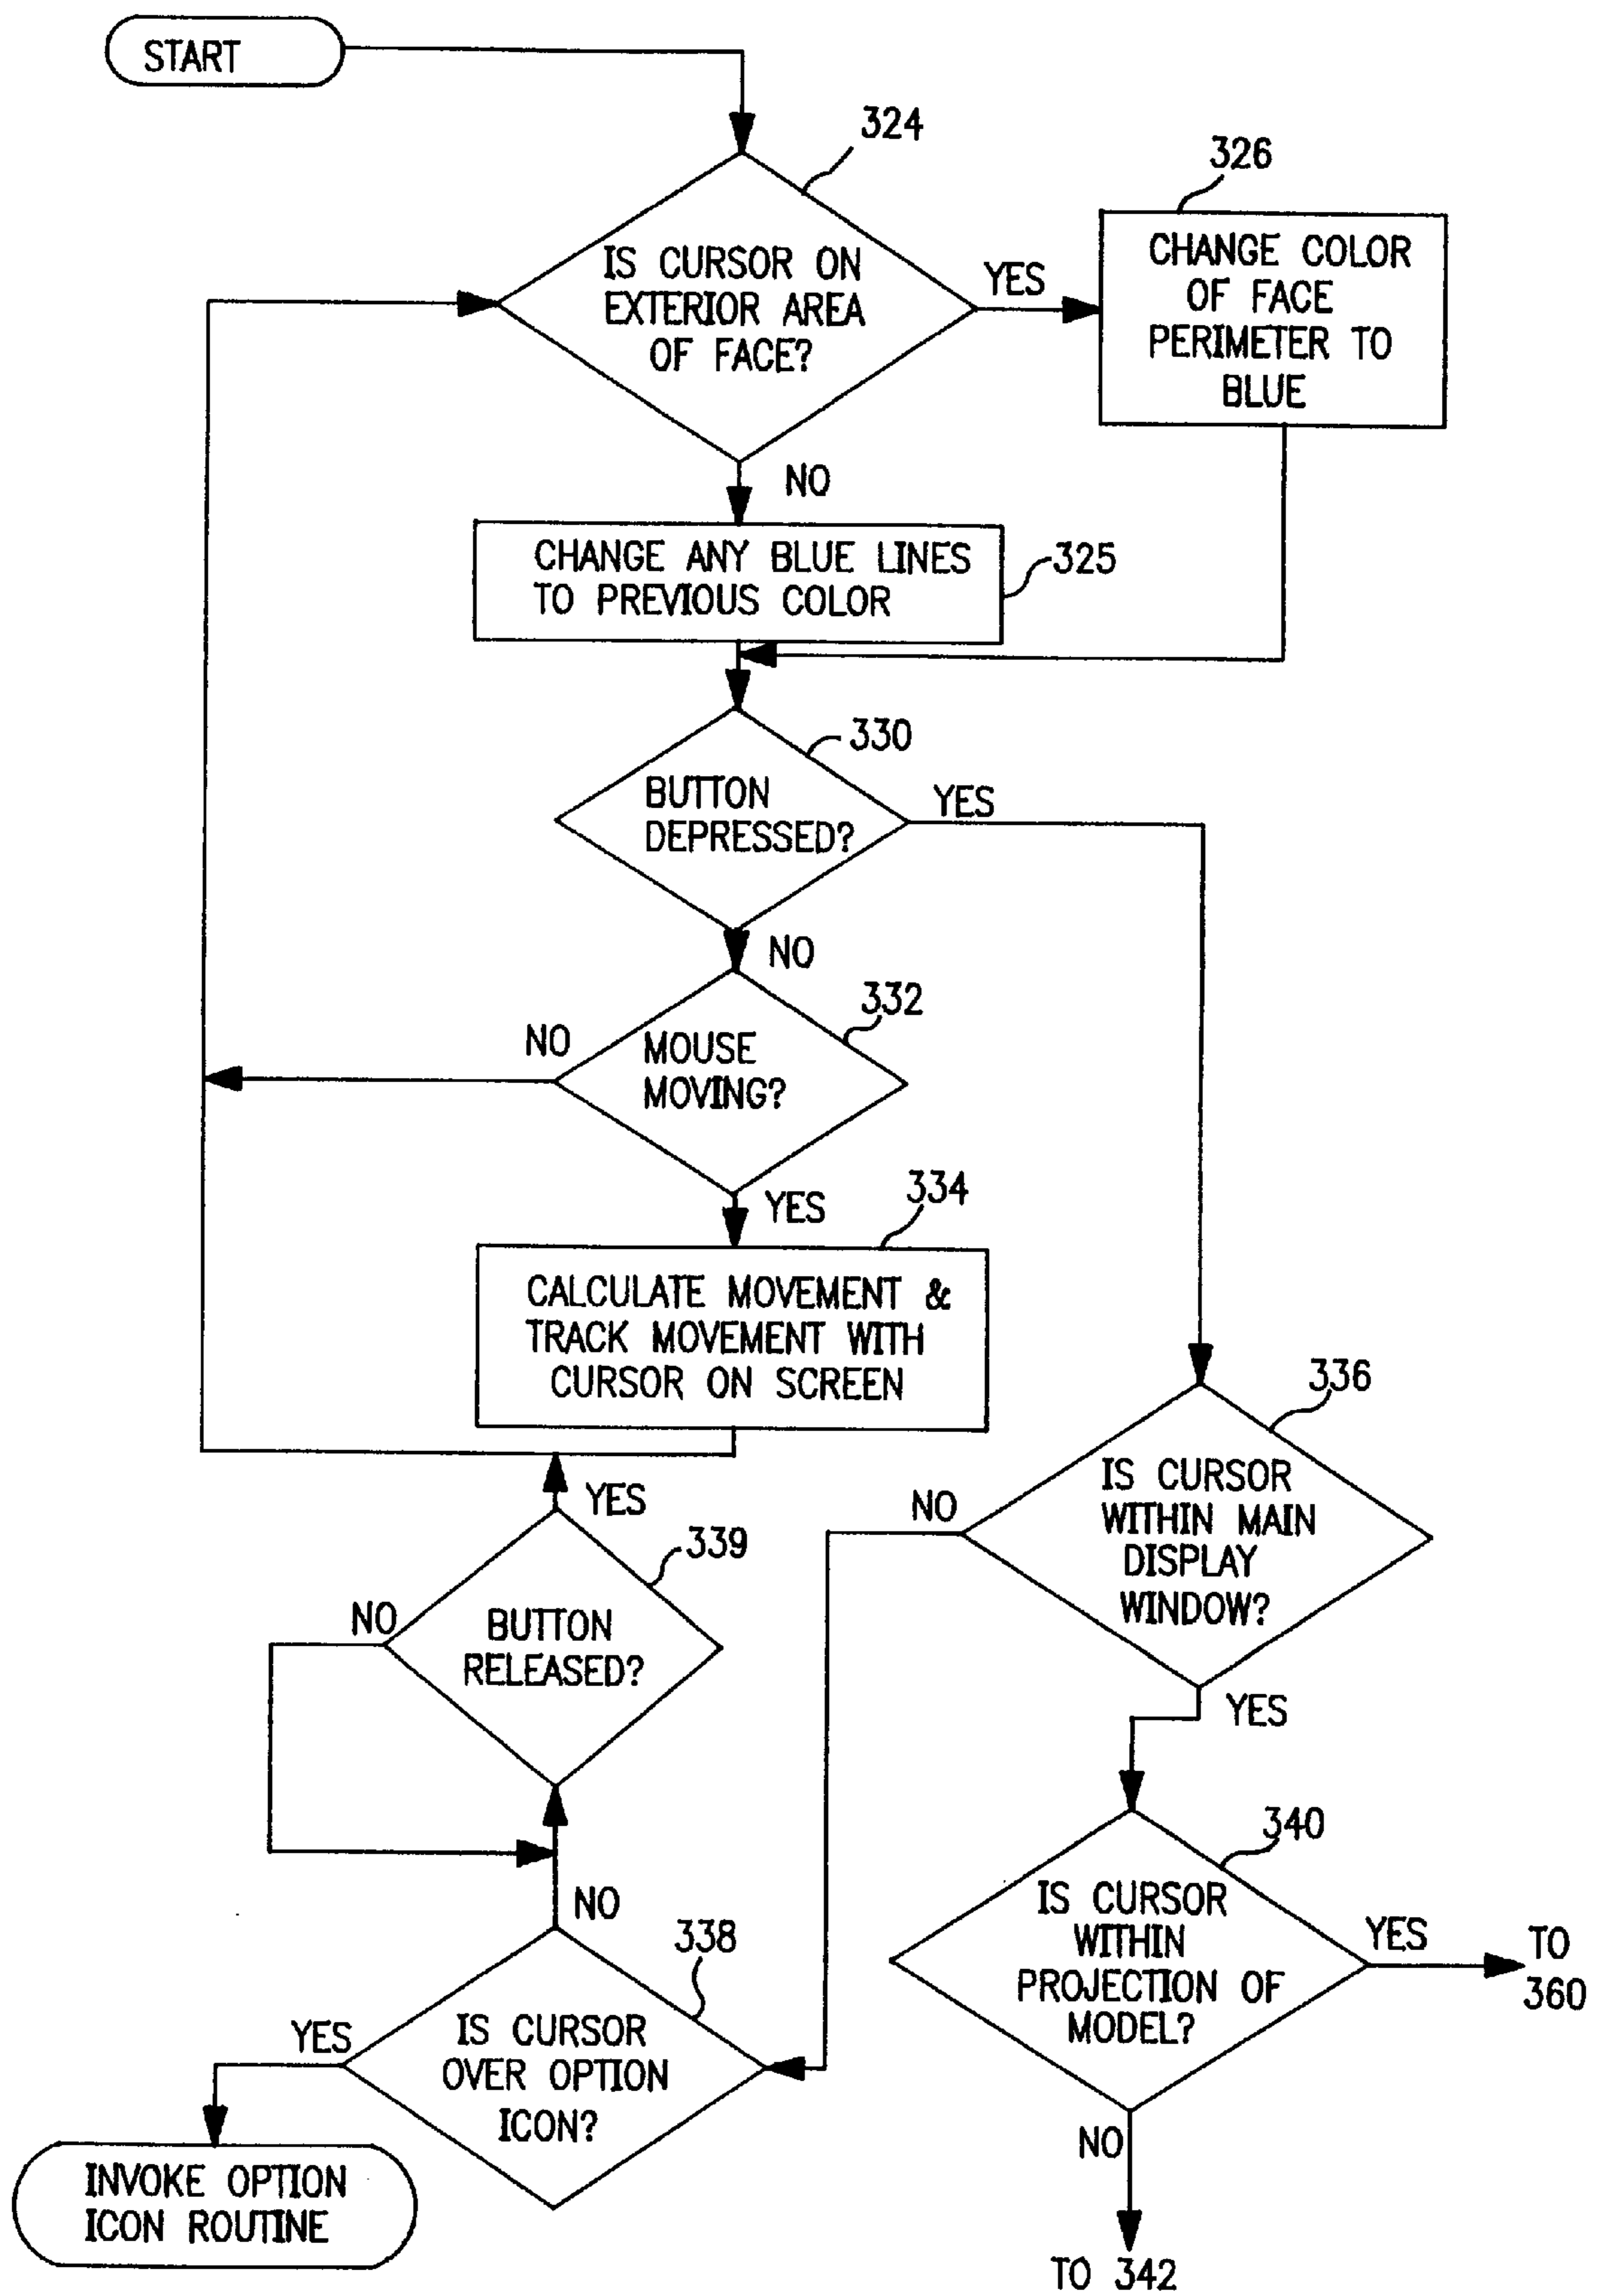 START
324
326
IS CURSOR ON
EXTERIOR AREA
OF FACE?
YES
CHANGE COLOR
OF FACE
PERIMETER TO
BLUE
NO
CHANGE ANY BLUE LINES
TO PREVIOUS COLOR
325
330
BUTTON
DEPRESSED?
YES
NO
332
MOUSE
MOVING?
NO
YES
334
CALCULATE MOVEMENT &
TRACK MOVEMENT WITH
CURSOR ON SCREEN
336
IS CURSOR
WITHIN MAIN
DISPLAY
WINDOW?
NO
YES
YES
339
BUTTON
RELEASED?
NO
340
IS CURSOR
WITHIN
PROJECTION OF
MODEL?
YES
TO
360
NO
TO 342
NO
338
IS CURSOR
OVER OPTION
ICON?
YES
INVOKE OPTION
ICON ROUTINE